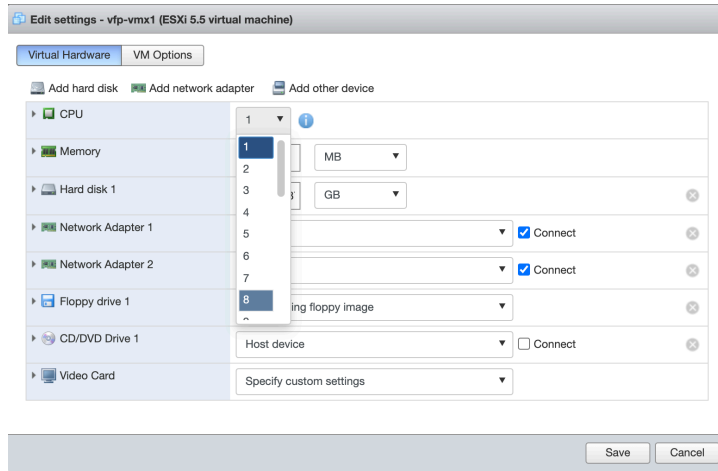 Edit settings - vfp-vmx1 (ESXi 5.5 virtual machine)
Virtual Hardware VM Options
Add hard disk Add network adapter Add other device
CPU 1
1
Memory MB
2
Hard disk 1 3 GB
4
Network Adapter 1 5 Connect
6
Network Adapter 2 7 Connect
8
Floppy drive 1 ing floppy image
CD/DVD Drive 1 Host device Connect
Video Card Specify custom settings
Save Cancel